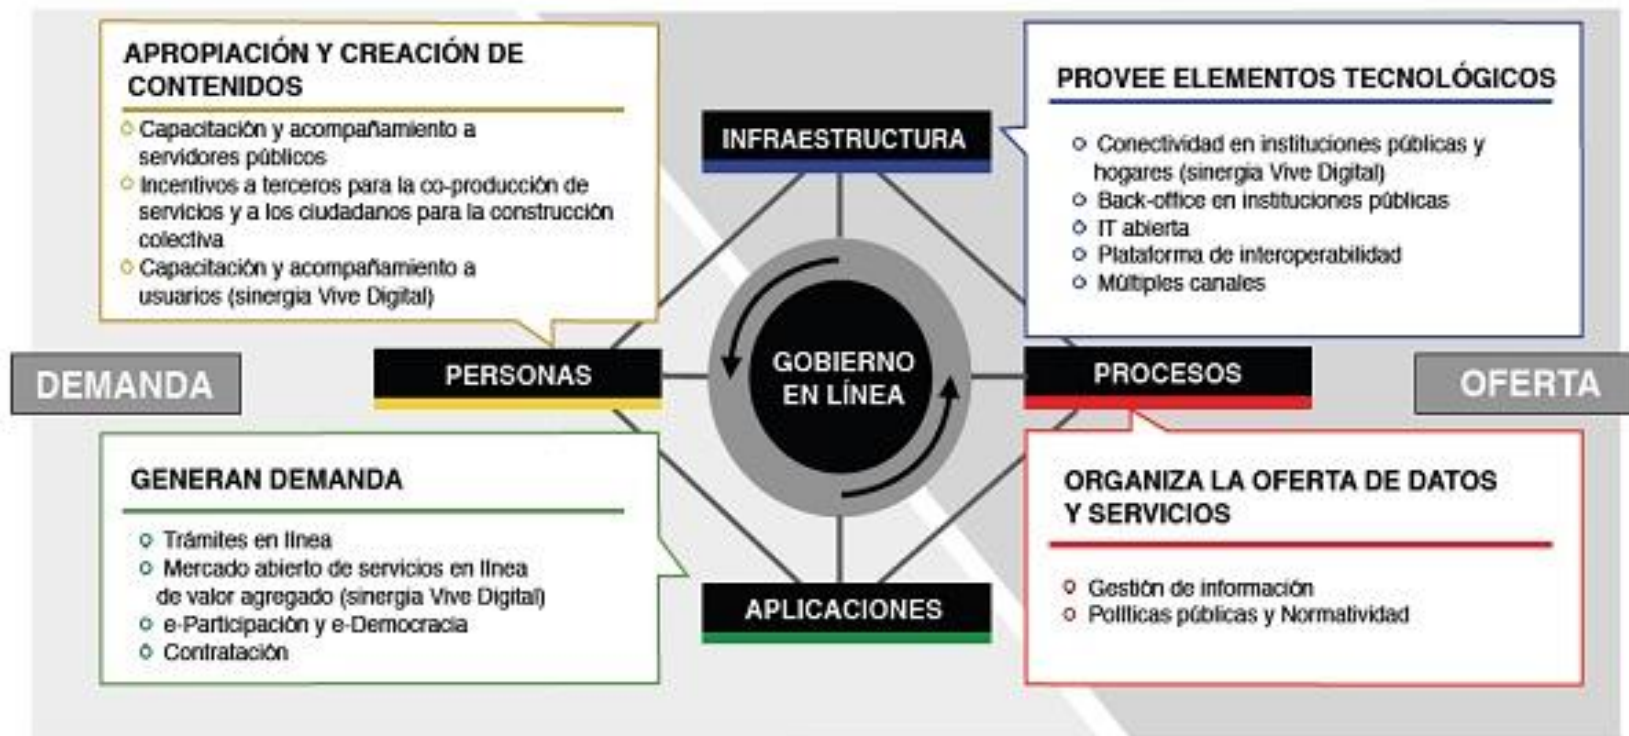 APROPIACIÓN Y CREACIÓN DE
CONTENIDOS
Capacitación y acompañamiento a
servidores públicos
Incentivos a terceros para la co-producción de
servicios y a los ciudadanos para la construcción
colectiva
Capacitación y acompañamiento a
usuarios (sinergia Vive Digital)
INFRAESTRUCTURA
PROVEE ELEMENTOS TECNOLÓGICOS
Conectividad en instituciones públicas y
hogares (sinergia Vive Digital)
Back-office en instituciones públicas
IT abierta
Plataforma de interoperabilidad
Múltiples canales
DEMANDA
PERSONAS
GOBIERNO
EN LÍNEA
PROCESOS
OFERTA
GENERAN DEMANDA
Trámites en línea
Mercado abierto de servicios en línea
de valor agregado (sinergia Vive Digital)
e-Participación y e-Democracia
Contratación
APLICACIONES
ORGANIZA LA OFERTA DE DATOS
Y SERVICIOS
Gestión de información
Políticas públicas y Normatividad